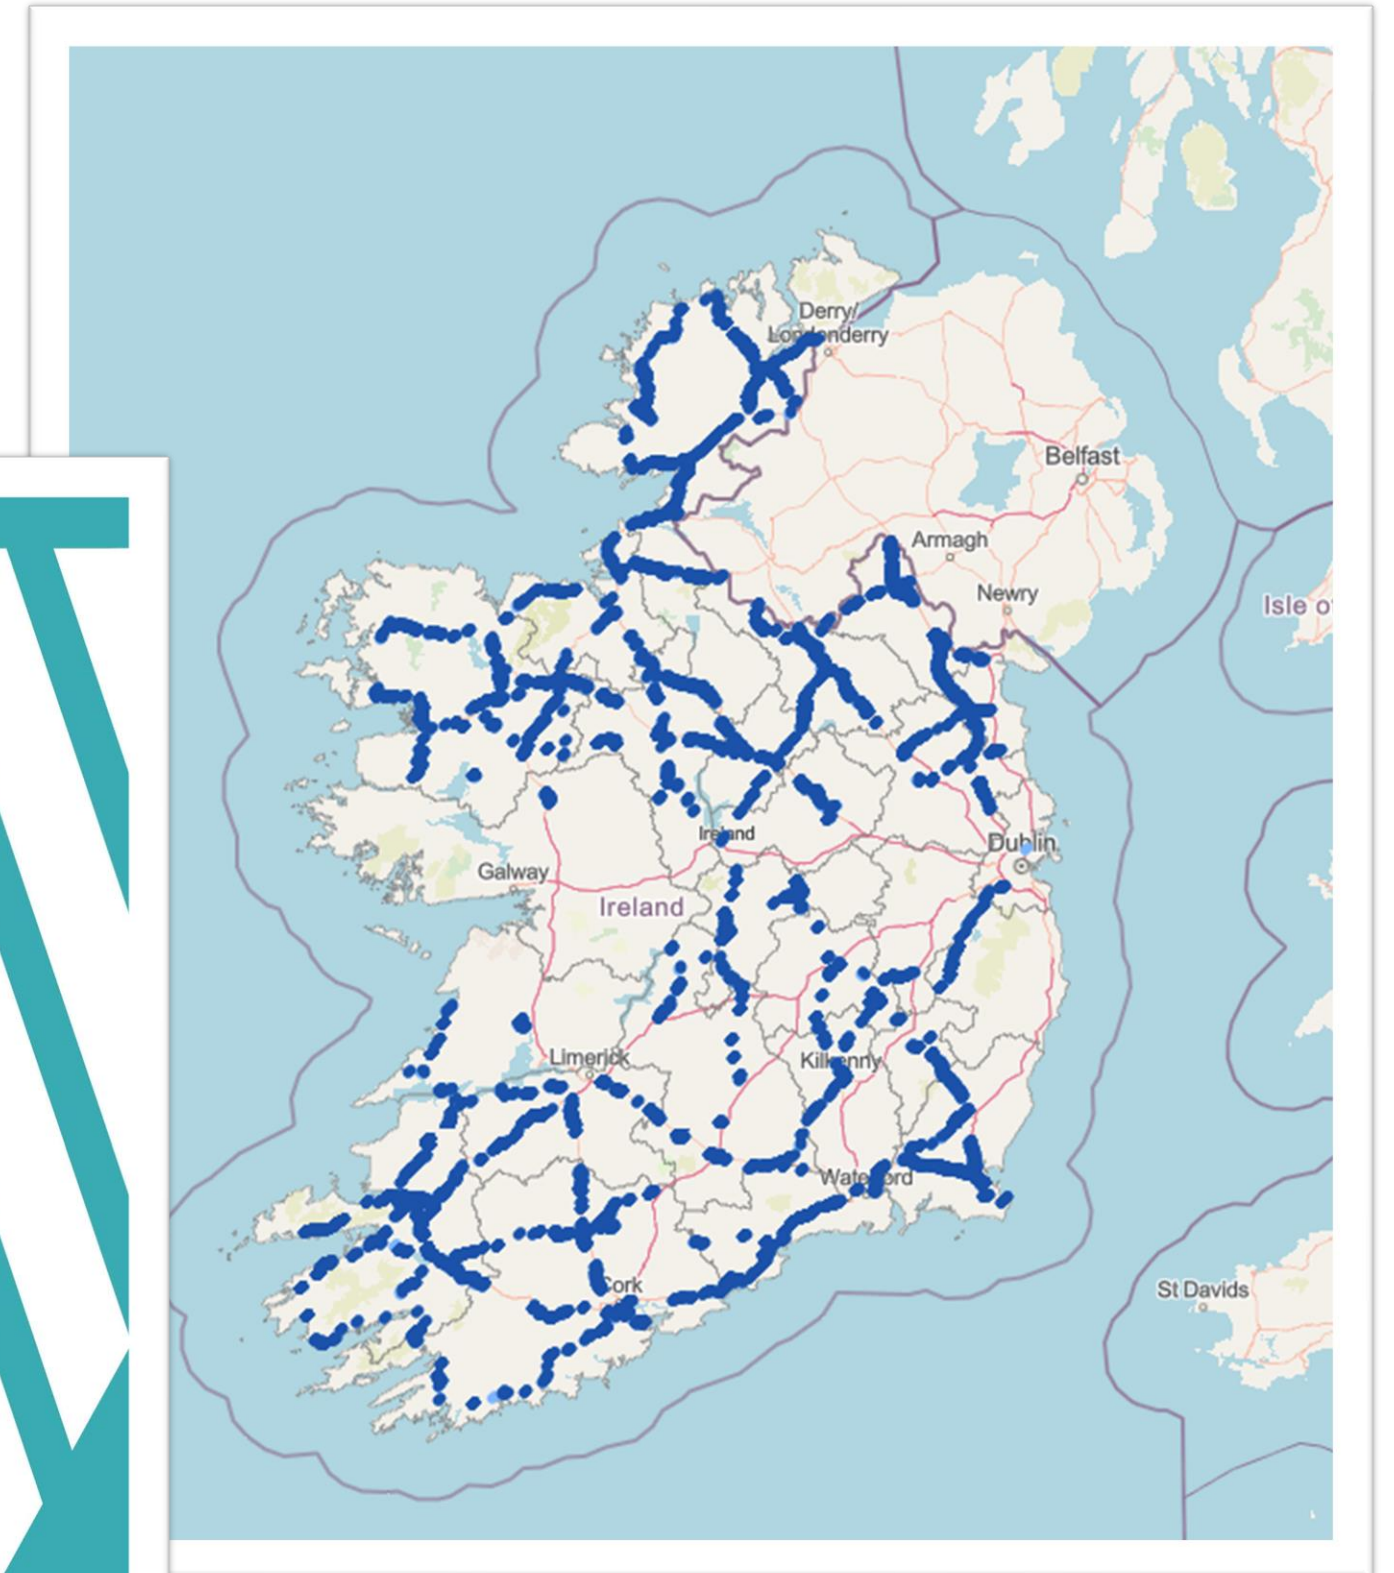 Derry/
Londonderry
Belfast
Armagh
Newry
Isle o
Ireland
Dublin
Galway
Ireland
Limerick
Kilkenny
Waterford
Cork
St Davids